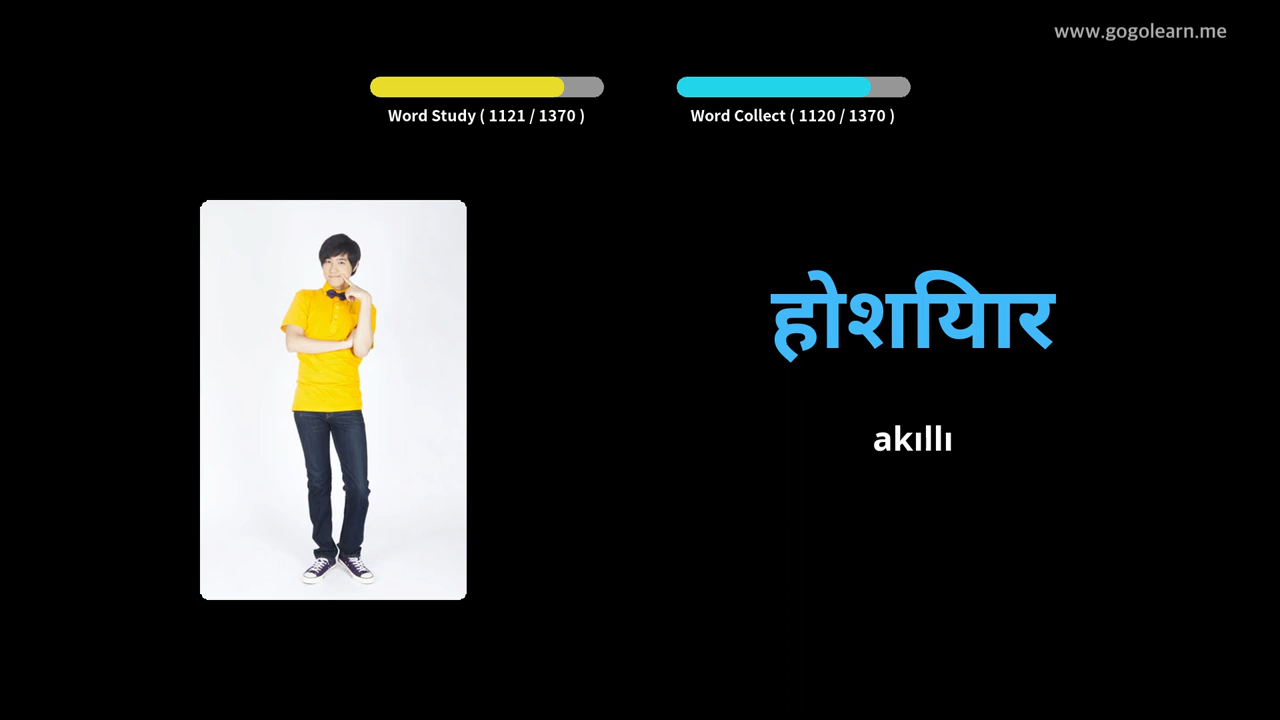 www.gogolearn.me
Word Study ( 1121 / 1370 )
Word Collect ( 1120 / 1370 )
होशियार
akıllı